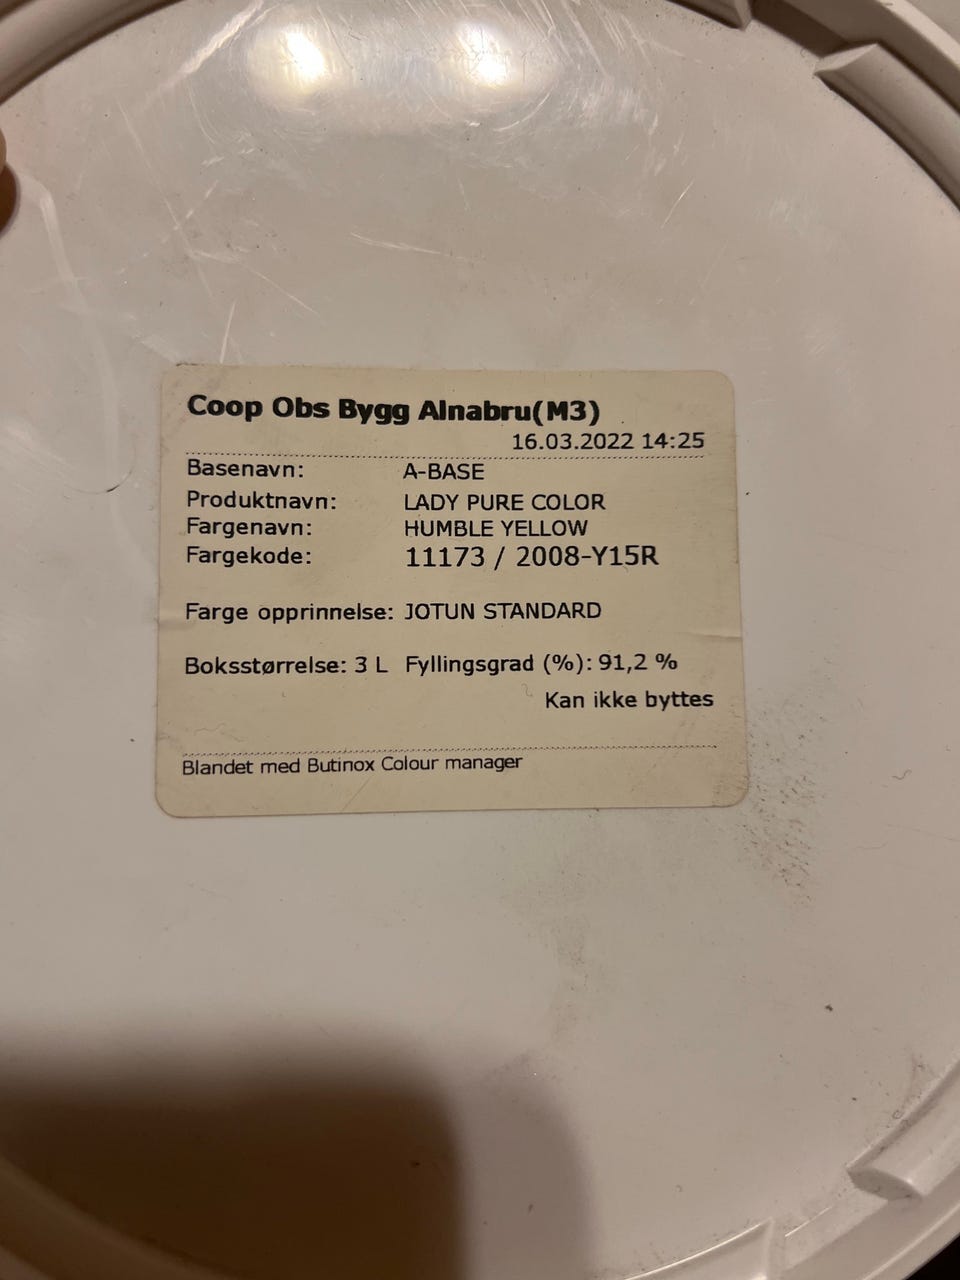 Coop Obs Bygg Alnabru(M3)
16.03.2022 14:25
Basenavn: A-BASE
Produktnavn: LADY PURE COLOR
Fargenavn: HUMBLE YELLOW
Fargekode: 11173 / 2008-Y15R
Farge opprinnelse: JOTUN STANDARD
Boksstørrelse: 3 L Fyllingsgrad (%): 91,2 %
Kan ikke byttes
Blandet med Butinox Colour manager